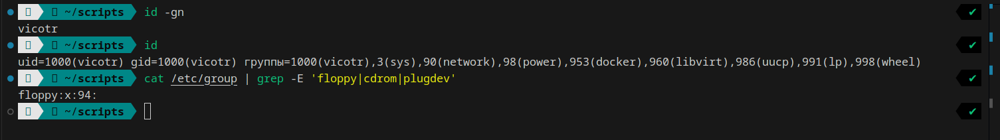 ~/scripts id -gn ✔
vicotr
~/scripts id ✔
uid=1000(vicotr) gid=1000(vicotr) группы=1000(vicotr),3(sys),90(network),98(power),953(docker),960(libvirt),986(uucp),991(lp),998(wheel)
~/scripts cat /etc/group | grep -E 'floppy|cdrom|plugdev' ✔
floppy:x:94:
~/scripts ✔